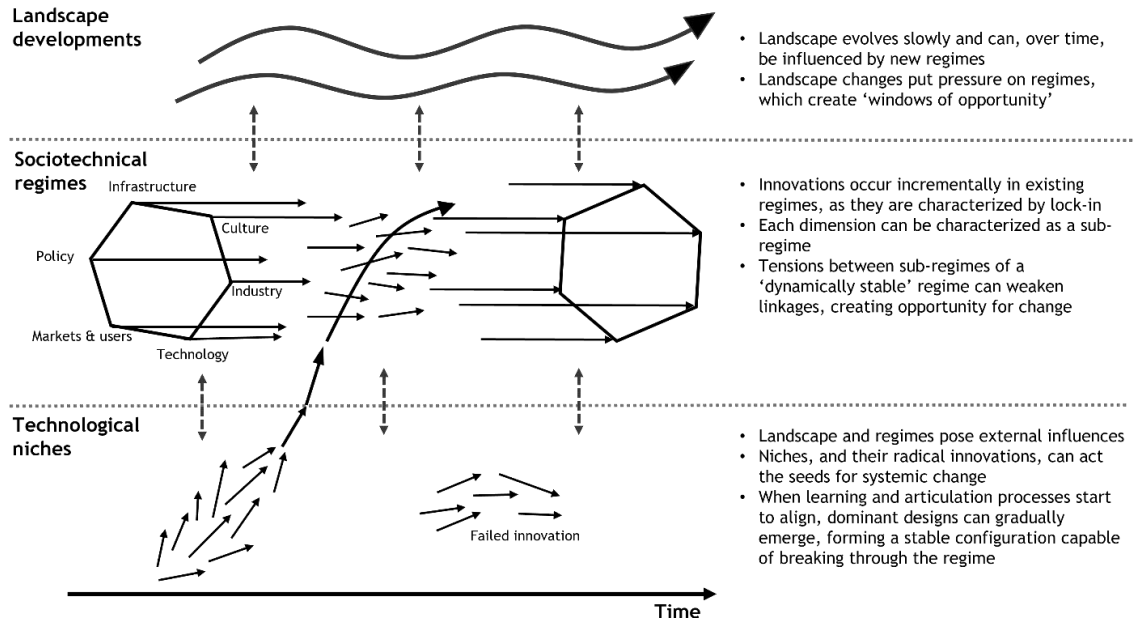 Landscape
developments
• Landscape evolves slowly and can, over time,
be influenced by new regimes
• Landscape changes put pressure on regimes,
which create ‘windows of opportunity’
Sociotechnical
regimes
Infrastructure
Culture
Policy
Industry
Markets & users
Technology
• Innovations occur incrementally in existing
regimes, as they are characterized by lock-in
• Each dimension can be characterized as a sub-
regime
• Tensions between sub-regimes of a
‘dynamically stable’ regime can weaken
linkages, creating opportunity for change
Technological
niches
Failed innovation
• Landscape and regimes pose external influences
• Niches, and their radical innovations, can act
the seeds for systemic change
• When learning and articulation processes start
to align, dominant designs can gradually
emerge, forming a stable configuration capable
of breaking through the regime
Time